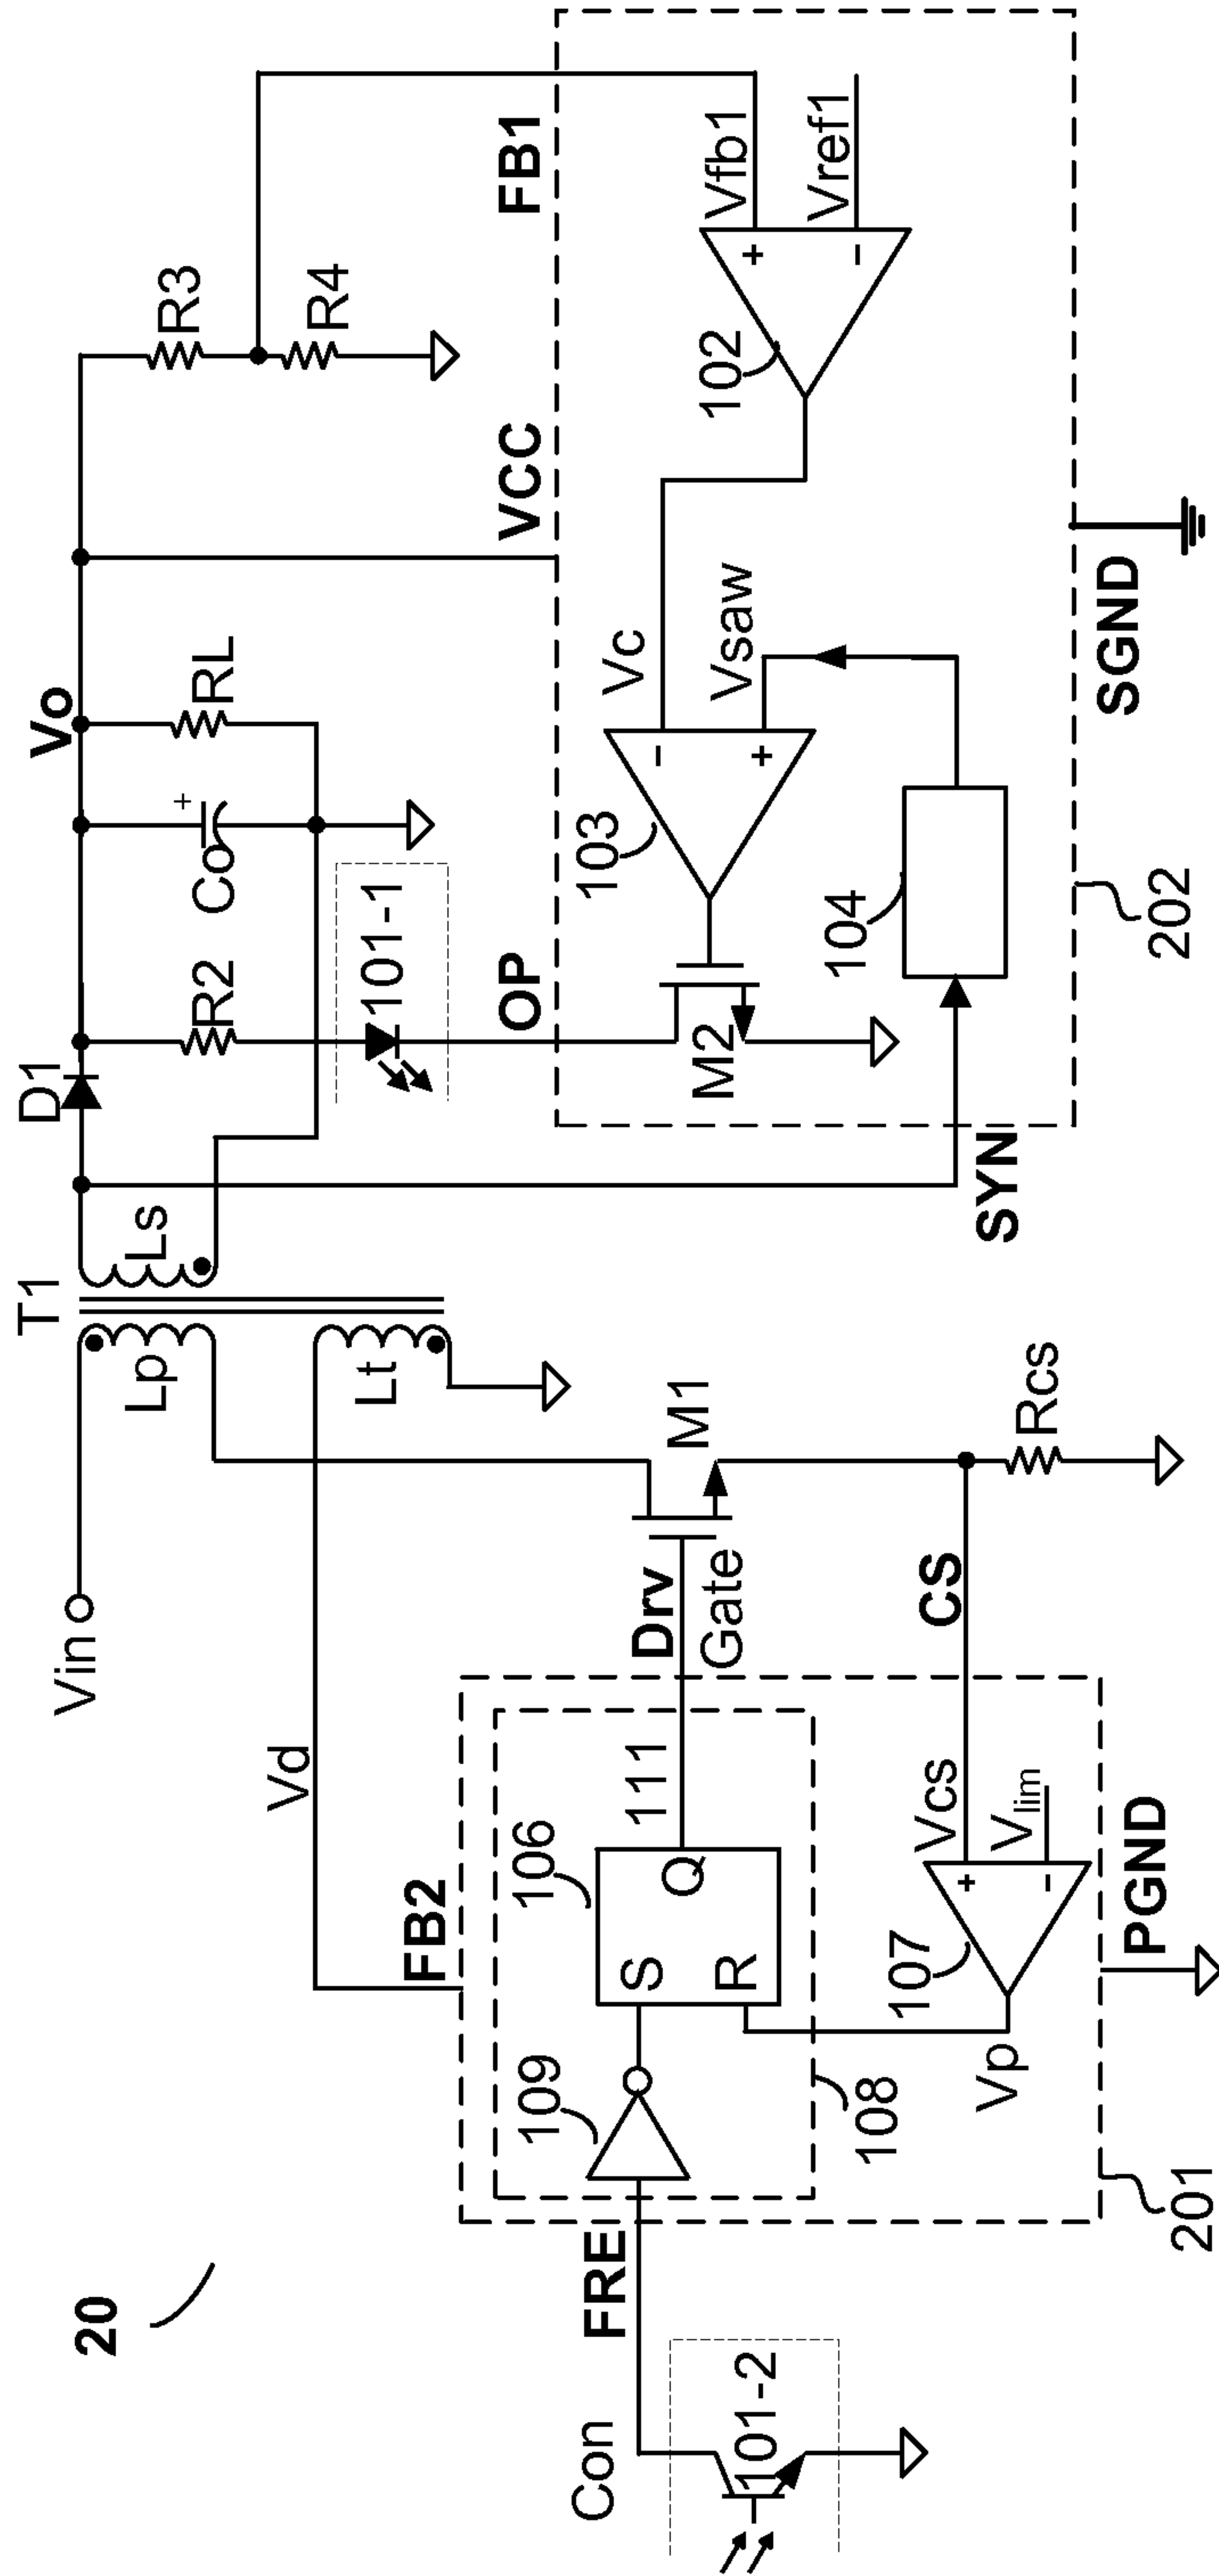 20
Vin
T1
Lp
Ls
Lt
D1
Vo
R2
Co
+
RL
R3
R4
101-1
Vd
FB2
M1
Drv
Gate
OP
VCC
FB1
106
111
109
S
Q
R
FRE
Con
101-2
108
107
Vp
Vcs
Vlim
+
-
CS
Rcs
PGND
201
SYN
M2
103
Vc
-
+
Vsaw
104
102
Vfb1
+
-
Vref1
202
SGND